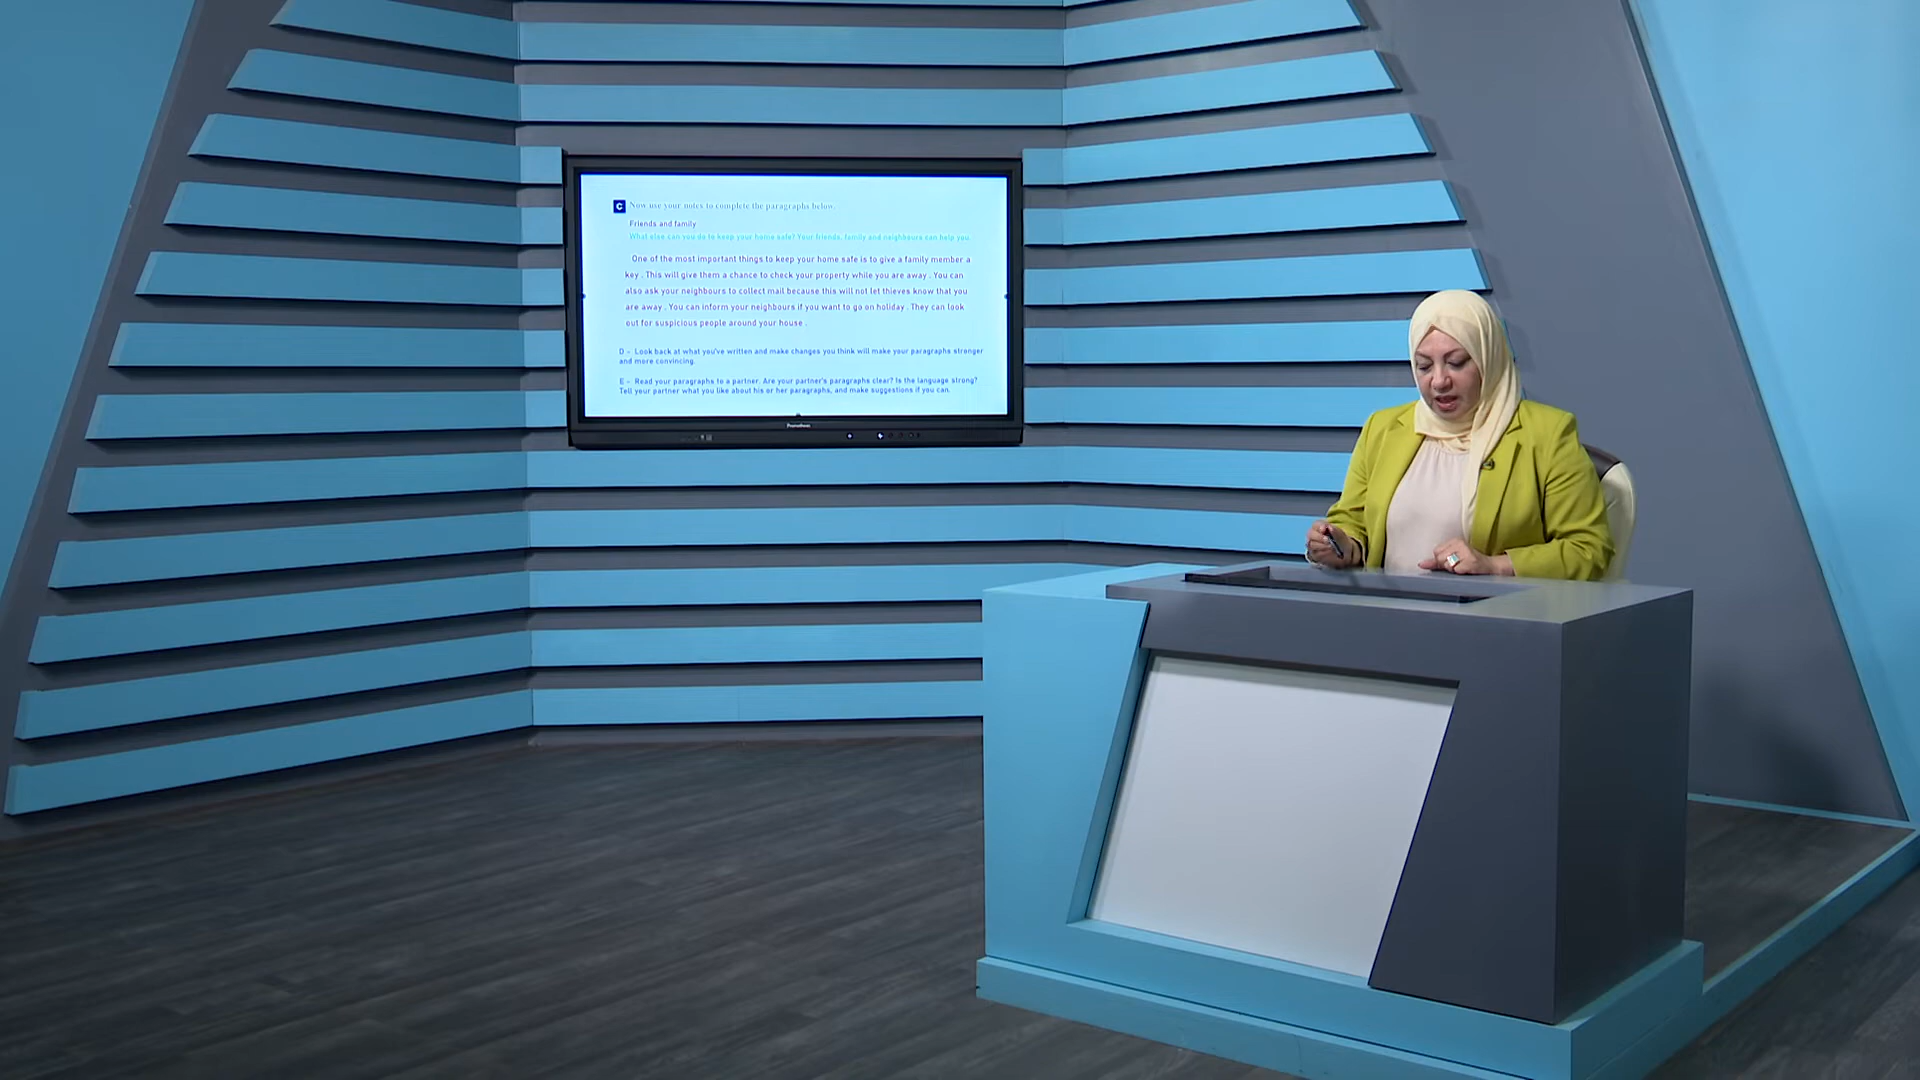 C Now use your notes to complete the paragraphs below.
Friends and family
What else can you do to keep your home safe? Your friends, family and neighbours can help you.
One of the most important things to keep your home safe is to give a family member a
key . This will give them a chance to check your property while you are away . You can
also ask your neighbours to collect mail because this will not let thieves know that you
are away . You can inform your neighbours if you want to go on holiday . They can look
out for suspicious people around your house .
D - Look back at what you've written and make changes you think will make your paragraphs stronger
and more convincing.
E - Read your paragraphs to a partner. Are your partner's paragraphs clear? Is the language strong?
Tell your partner what you like about his or her paragraphs, and make suggestions if you can.
Promethean